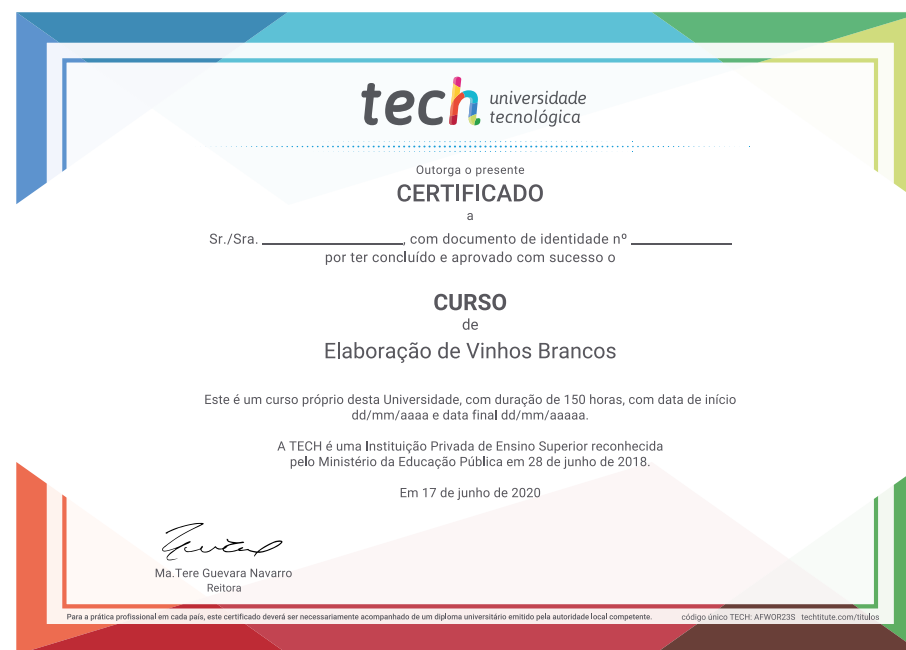 tech universidade
tecnológica
Outorga o presente
CERTIFICADO
a
Sr./Sra. ________________, com documento de identidade nº ____________
por ter concluído e aprovado com sucesso o
CURSO
de
Elaboração de Vinhos Brancos
Este é um curso próprio desta Universidade, com duração de 150 horas, com data de início
dd/mm/aaaa e data final dd/mm/aaaaa.
A TECH é uma Instituição Privada de Ensino Superior reconhecida
pelo Ministério da Educação Pública em 28 de junho de 2018.
Em 17 de junho de 2020
Ma.Tere Guevara Navarro
Reitora
Para a prática profissional em cada país, este certificado deverá ser necessariamente acompanhado de um diploma universitário emitido pela autoridade local competente. código único TECH: AFWOR23S techtitute.com/titulos